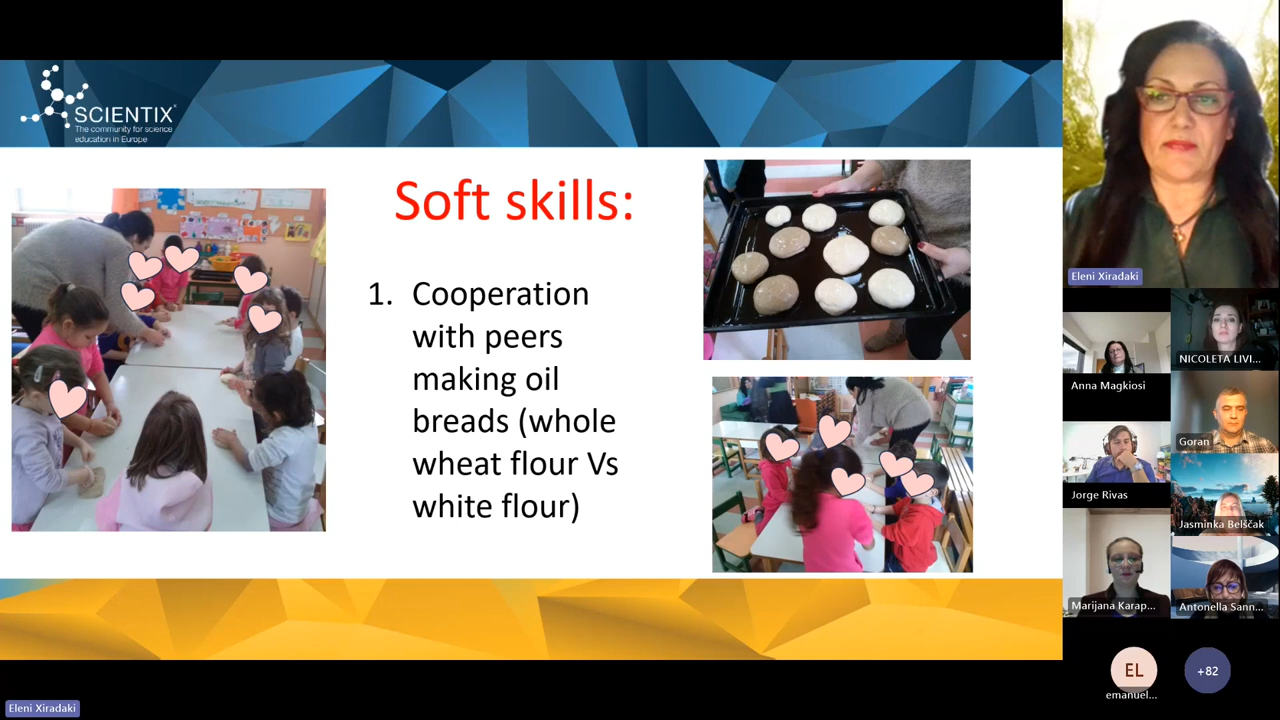 SCIENTIX®
The community for science
education in Europe
Soft skills:
1. Cooperation
with peers
making oil
breads (whole
wheat flour Vs
white flour)
Eleni Xiradaki
Eleni Xiradaki
Anna Magkiosi
NICOLETA LIVI...
Jorge Rivas
Goran
Jasminka Belščak
Marijana Karap...
Antonella Sann...
EL
emanuel...
+82